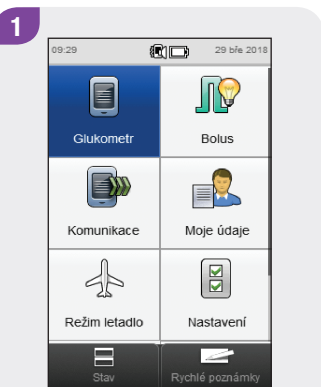 1
09:29 29 bře 2018
Glukometr Bolus
Komunikace Moje údaje
Režim letadlo Nastavení
Stav Rychlé poznámky